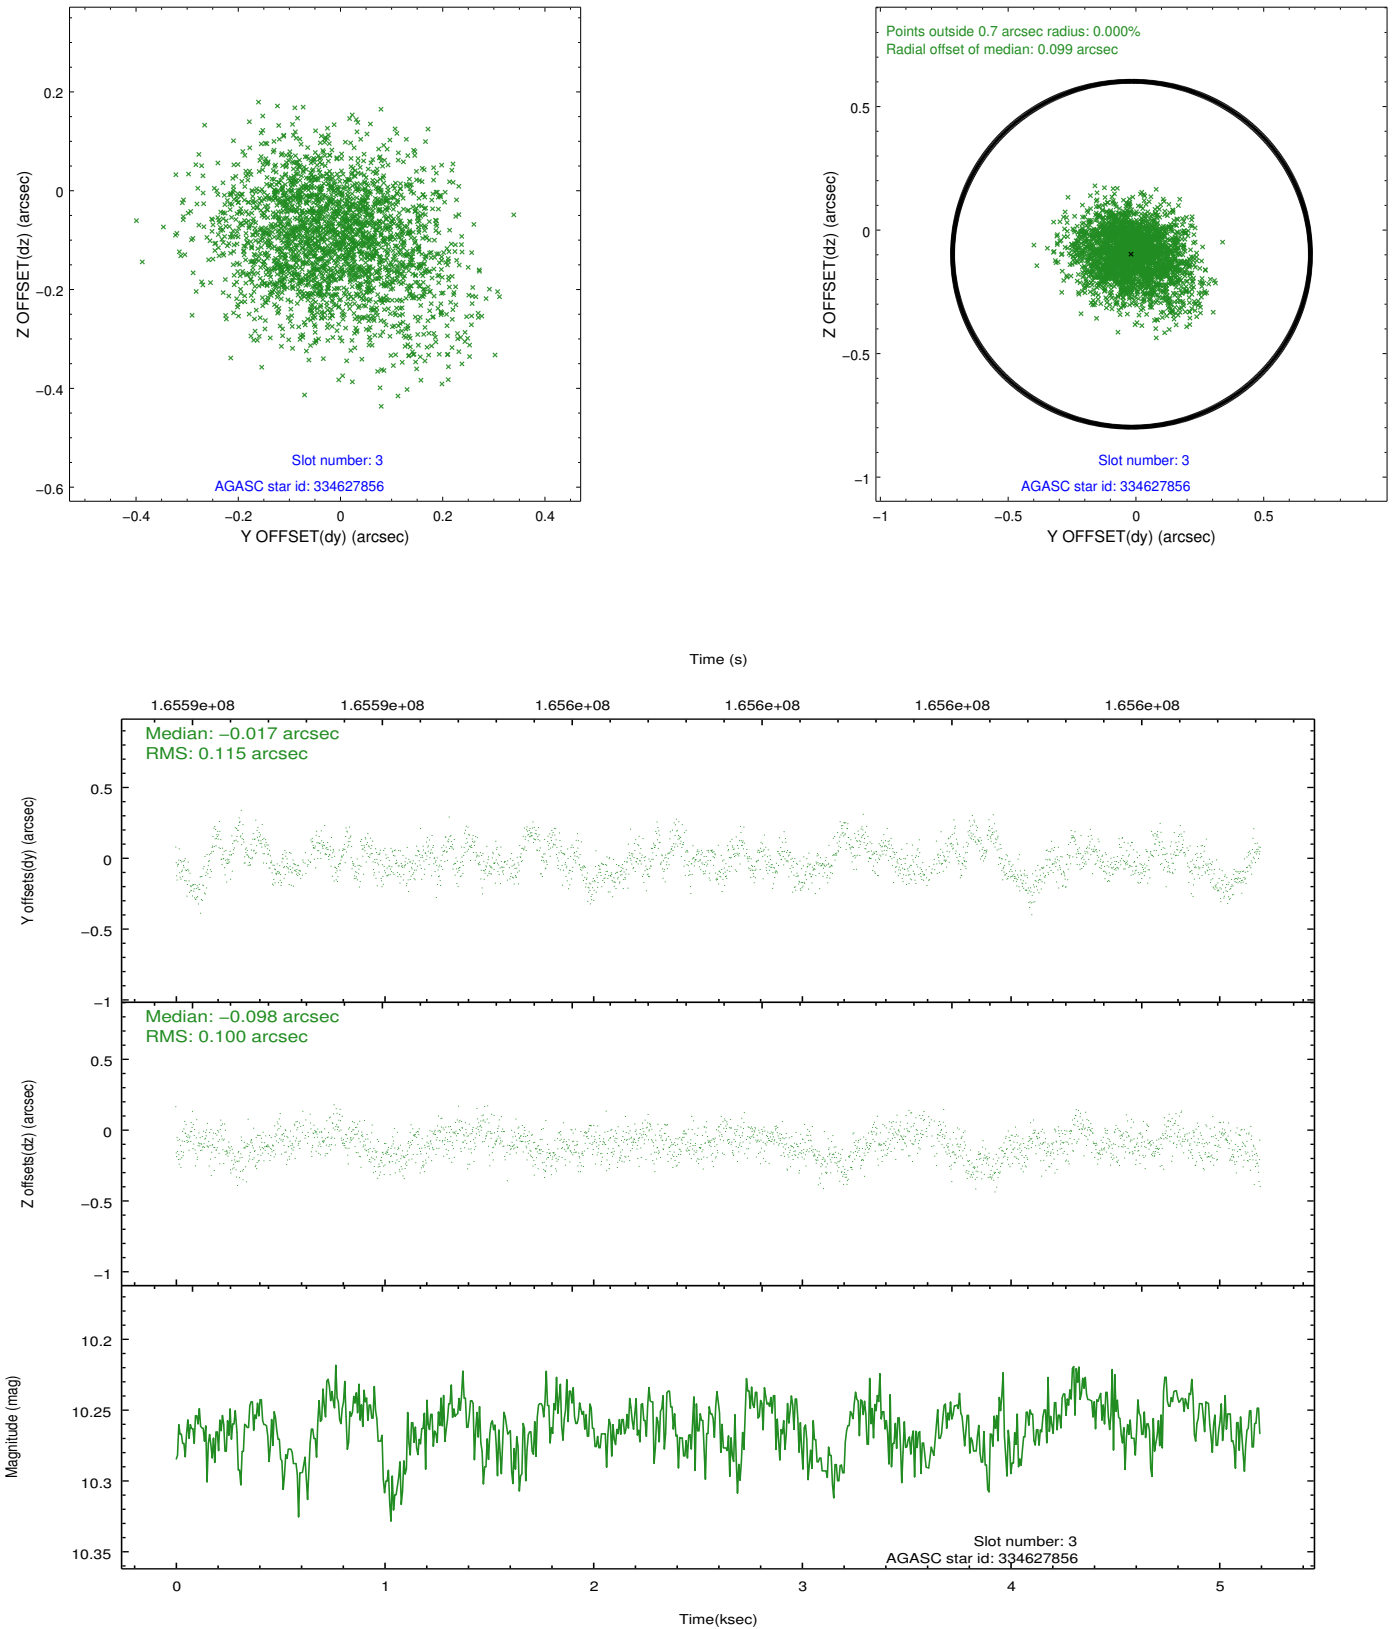 0.2
0
−0.2
−0.4
−0.6
Z OFFSET(dz) (arcsec)
Slot number: 3
AGASC star id: 334627856
−0.4
−0.2
0
0.2
0.4
Y OFFSET(dy) (arcsec)
Points outside 0.7 arcsec radius: 0.000%
Radial offset of median: 0.099 arcsec
0.5
0
−0.5
−1
Z OFFSET(dz) (arcsec)
Slot number: 3
AGASC star id: 334627856
−1
−0.5
0
0.5
Y OFFSET(dy) (arcsec)
Time (s)
1.6559e+08
1.6559e+08
1.656e+08
1.656e+08
1.656e+08
1.656e+08
Median: −0.017 arcsec
RMS: 0.115 arcsec
0.5
0
−0.5
−1
Y offsets(dy) (arcsec)
Median: −0.098 arcsec
RMS: 0.100 arcsec
0.5
0
−0.5
−1
Z offsets(dz) (arcsec)
10.2
10.25
10.3
10.35
Magnitude (mag)
Slot number: 3
AGASC star id: 334627856
0
1
2
3
4
5
Time(ksec)